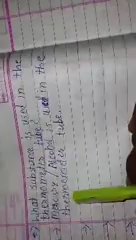 What substance is used in the
thermometer tube?
Mercury Alcohol is used in the
thermometer tube.